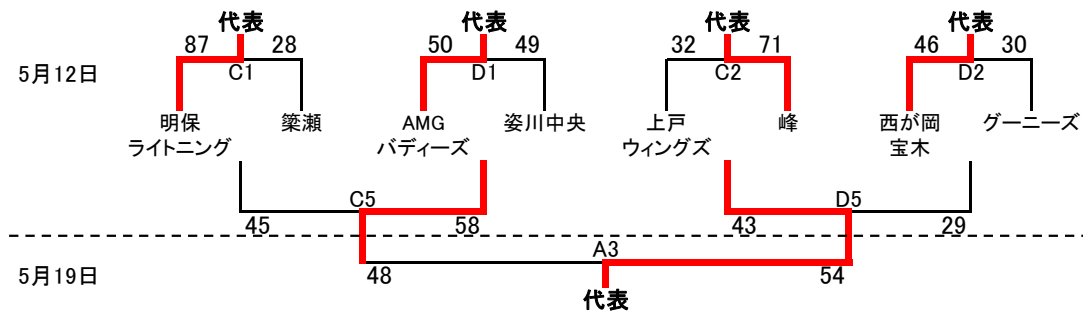 代表 代表 代表 代表
87 28 50 49 32 71 46 30
5月12日 C1 D1 C2 D2
明保 簗瀬 AMG 姿川中央 上戸 峰 西が岡 グーニーズ
ライトニング バディーズ ウィングズ 宝木
C5 D5
45 58 43 29
A3
5月19日 48 54
代表